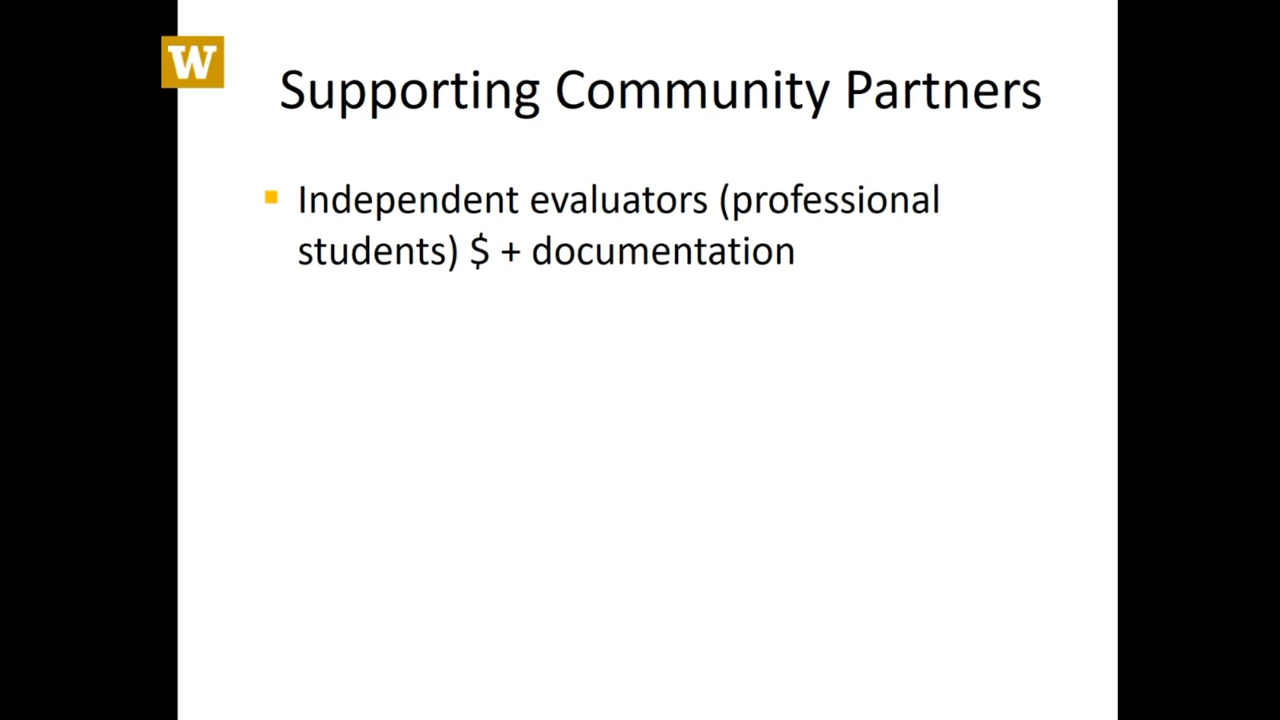 W
Supporting Community Partners
Independent evaluators (professional
students) $ + documentation